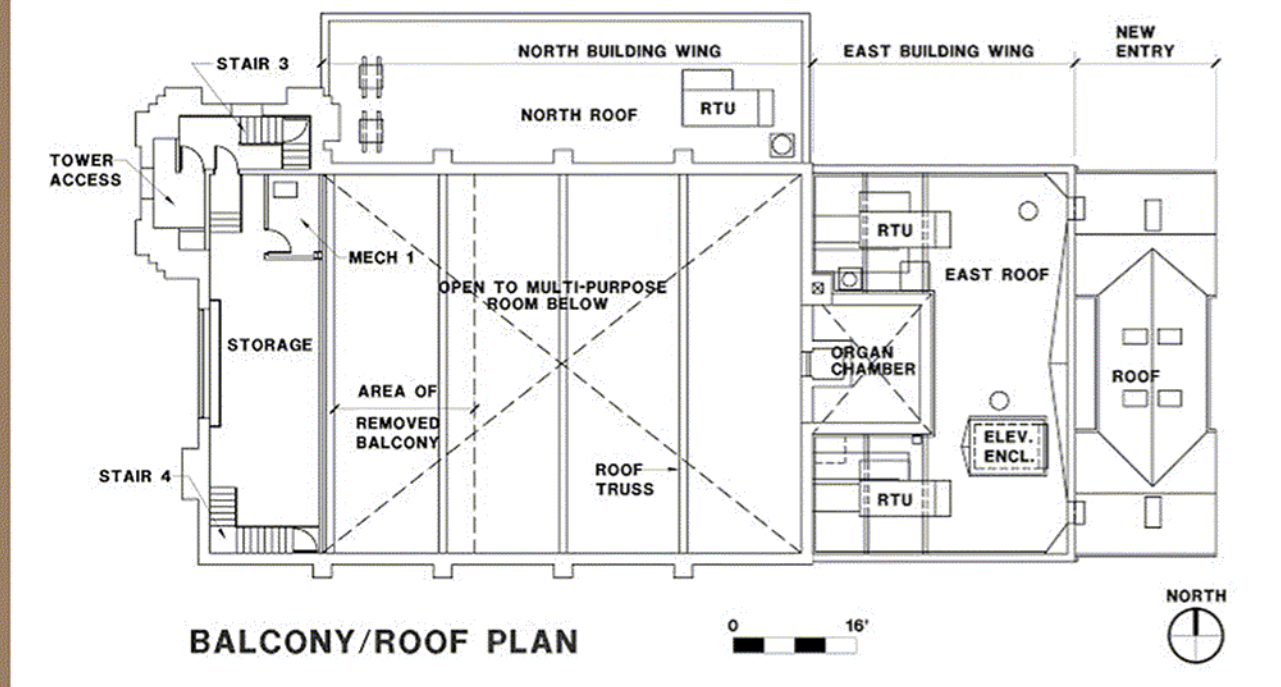 NEW
ENTRY
NORTH BUILDING WING
EAST BUILDING WING
STAIR 3
RTU
NORTH ROOF
TOWER
ACCESS
RTU
MECH 1
EAST ROOF
OPEN TO MULTI-PURPOSE
ROOM BELOW
STORAGE
ORGAN
CHAMBER
ROOF
AREA OF
REMOVED
BALCONY
ELEV.
ENCL.
ROOF
TRUSS
STAIR 4
RTU
NORTH
BALCONY/ROOF PLAN
0 16'